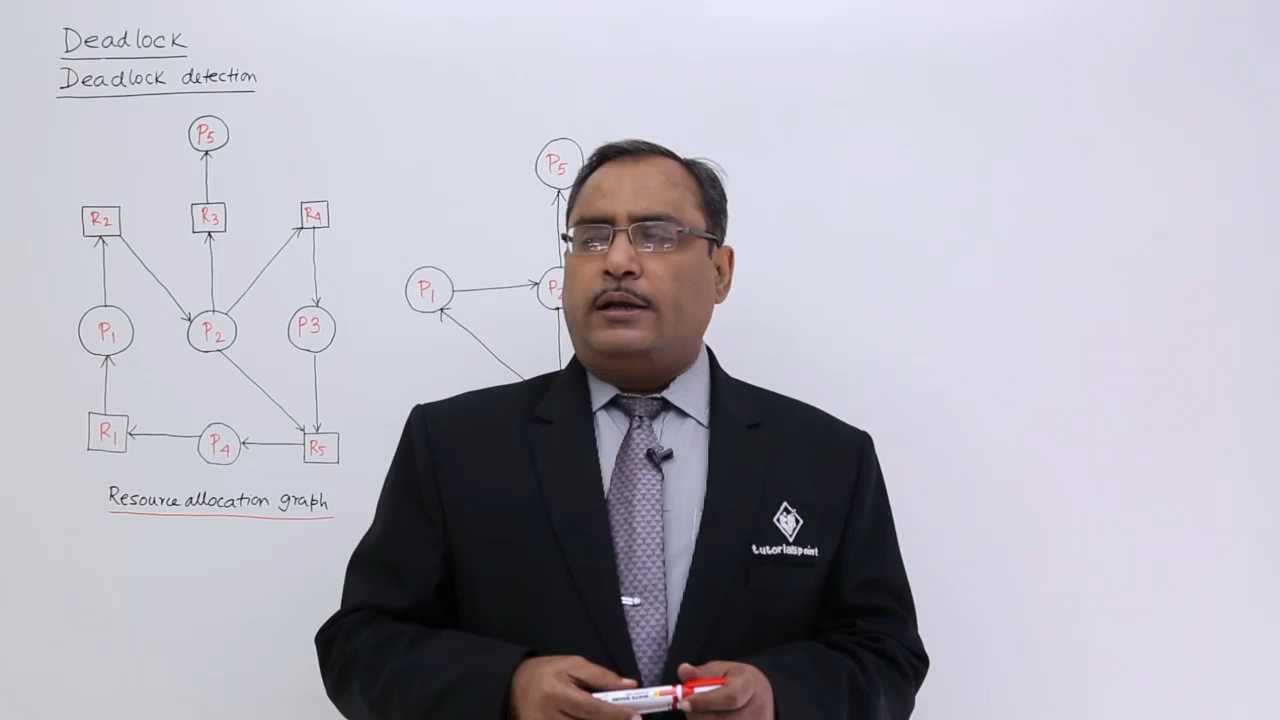 Deadlock
Deadlock detection
P5
R2
R3
R4
P1
P2
P3
R1
P4
R5
Resource allocation graph
P5
P1
P2
tutorialspoint